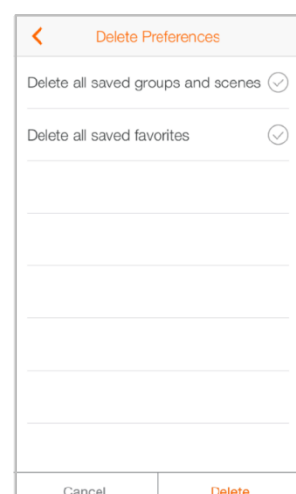 Delete Preferences
Delete all saved groups and scenes
Delete all saved favorites
Cancel Delete